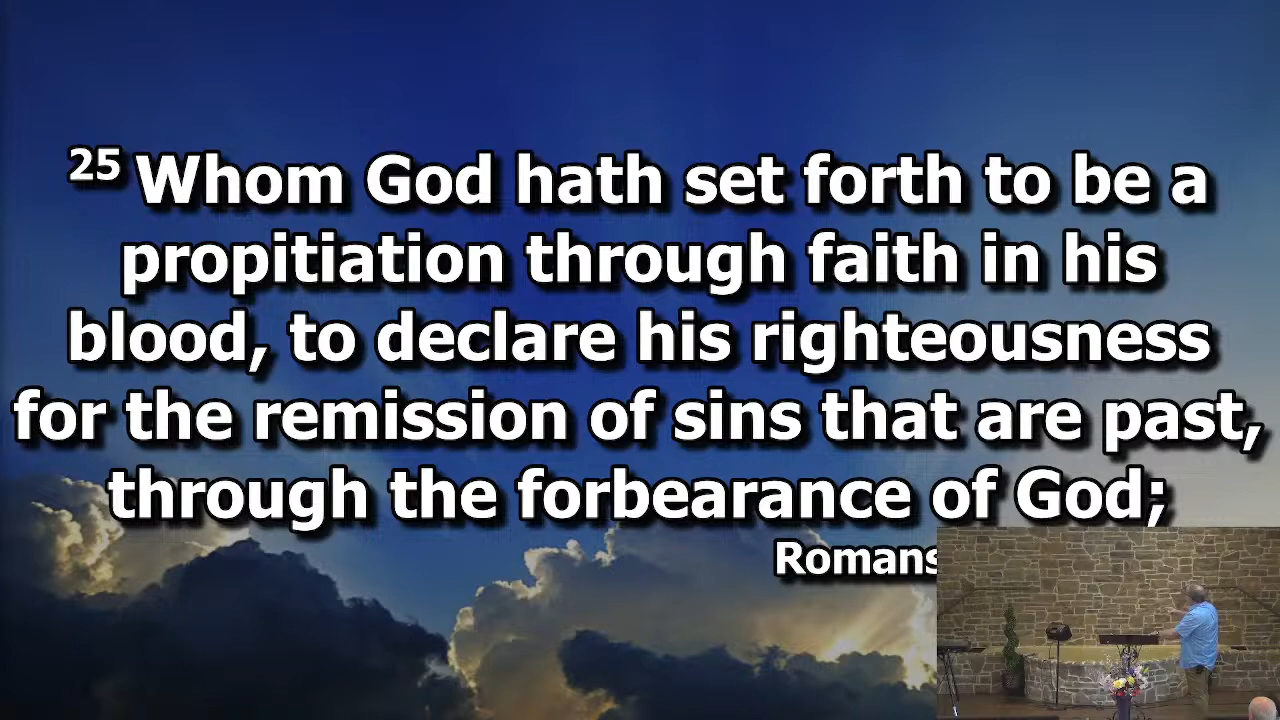 25 Whom God hath set forth to be a
propitiation through faith in his
blood, to declare his righteousness
for the remission of sins that are past,
through the forbearance of God;
Romans